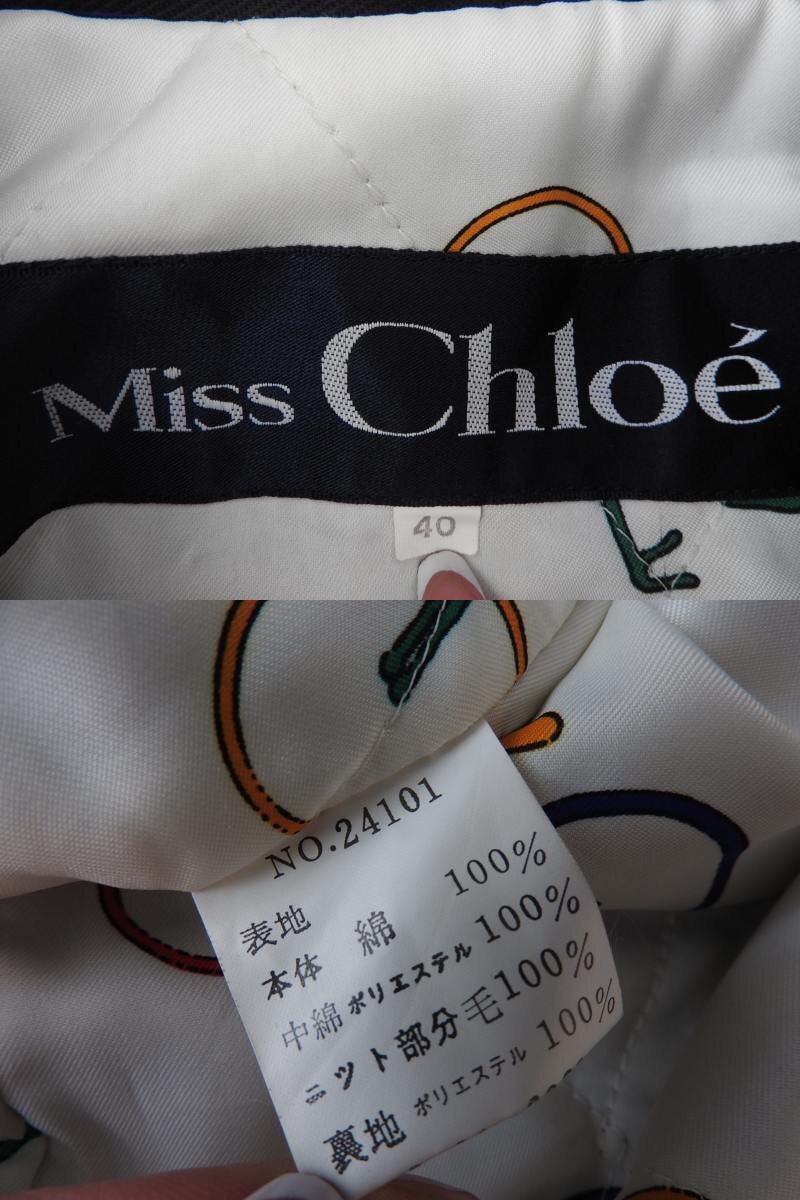 Miss Chloé
40
NO.24101
表地
本体 綿 100%
中綿 ポリエステル 100%
ニット部分 毛 100%
裏地 ポリエステル 100%